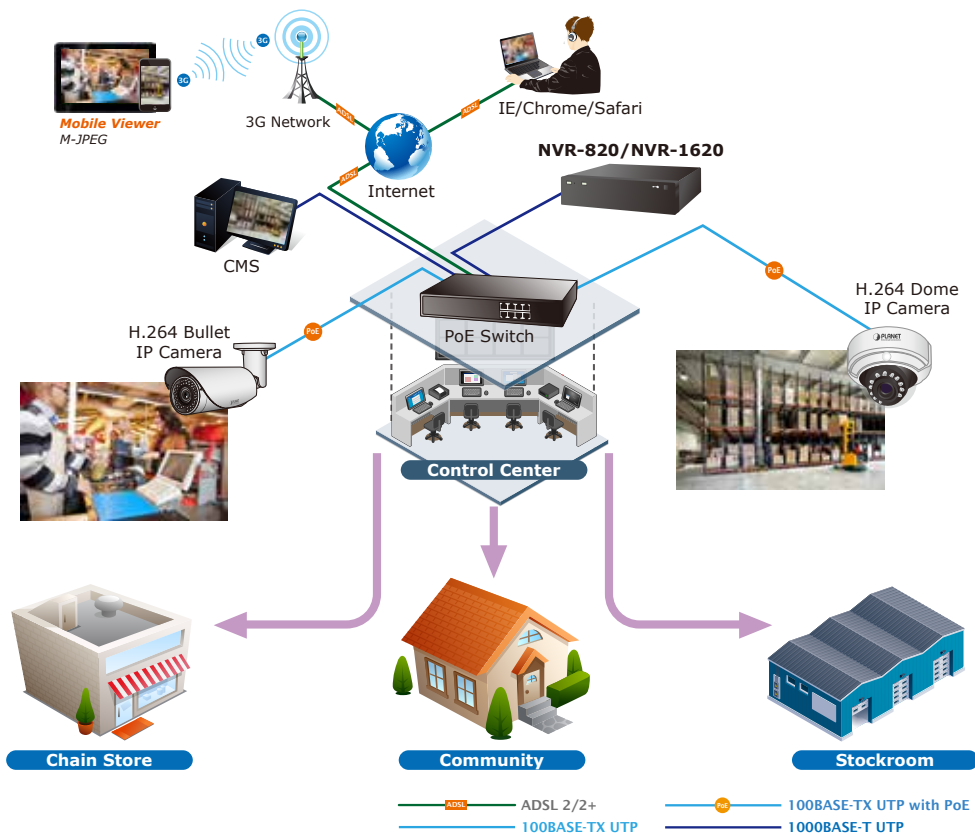 3G
3G
Mobile Viewer
M-JPEG
3G Network
ADSL
ADSL
IE/Chrome/Safari
ADSL
Internet
NVR-820/NVR-1620
CMS
PoE
H.264 Dome
IP Camera
PoE
H.264 Bullet
IP Camera
PoE Switch
PLANET
Control Center
Chain Store
Community
Stockroom
ADSL
ADSL 2/2+
PoE
100BASE-TX UTP with PoE
100BASE-TX UTP
1000BASE-T UTP